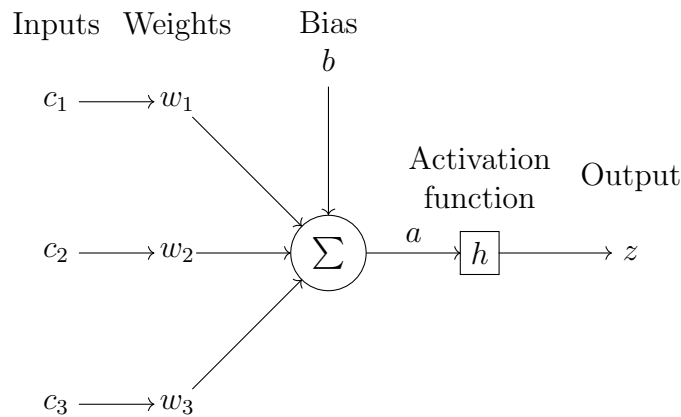 Inputs Weights Bias
b
c₁ w₁
Activation
function
Output
c₂ w₂ Σ a h z
c₃ w₃